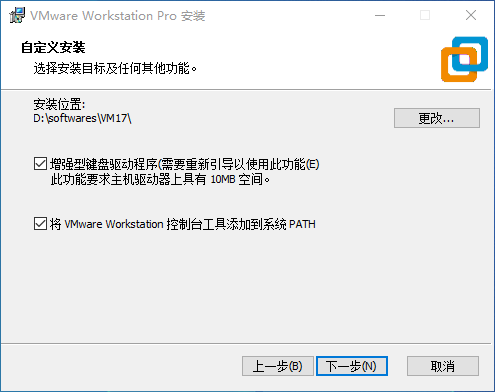 VMware Workstation Pro 安装
自定义安装
选择安装目标及任何其他功能。
安装位置:
D:\softwares\VM17\
更改...
增强型键盘驱动程序(需要重新引导以使用此功能(E)
此功能要求主机驱动器上具有 10MB 空间。
将 VMware Workstation 控制台工具添加到系统 PATH
上一步(B)
下一步(N)
取消